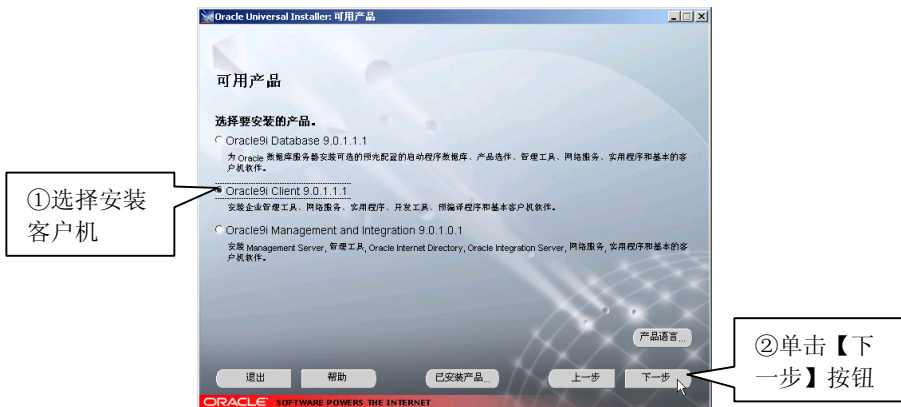 Oracle Universal Installer: 可用产品
可用产品
选择要安装的产品。
Oracle9i Database 9.0.1.1.1
为 Oracle 数据库服务器安装可选的预先配置的启动程序数据库、产品选件、管理工具、网络服务、实用程序和基本的客
户机软件。
①选择安装
客户机
Oracle9i Client 9.0.1.1.1
安装企业管理工具、网络服务、实用程序、开发工具、预编译程序和基本客户机软件。
Oracle9i Management and Integration 9.0.1.0.1
安装 Management Server, 管理工具, Oracle Internet Directory, Oracle Integration Server, 网络服务, 实用程序和基本的客
户机软件。
产品语言...
②单击【下
一步】按钮
退出 帮助 已安装产品... 上一步 下一步
ORACLE SOFTWARE POWERS THE INTERNET